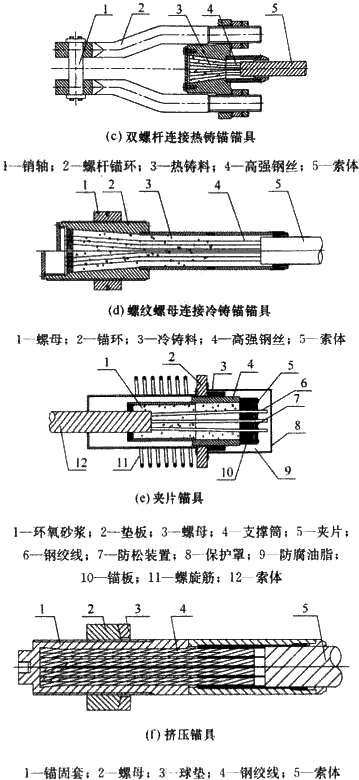 1 2 3 4 5
(c) 双螺杆连接热铸锚锚具
1—销轴；2—螺杆锚环；3—热铸料；4—高强钢丝；5—索体
1 2 3 4 5
(d) 螺纹螺母连接冷铸锚锚具
1—螺母；2—锚环；3—冷铸料；4—高强钢丝；5—索体
1 2 3 4 5
6
7
8
12 11 10 9
(e) 夹片锚具
1—环氧砂浆；2—垫板；3—螺母；4—支撑筒；5—夹片；
6—钢绞线；7—防松装置；8—保护罩；9—防腐油脂；
10—锚板；11—螺旋筋；12—索体
1 2 3 4 5
(f) 挤压锚具
1—锚固套；2—螺母；3—球垫；4—钢绞线；5—索体